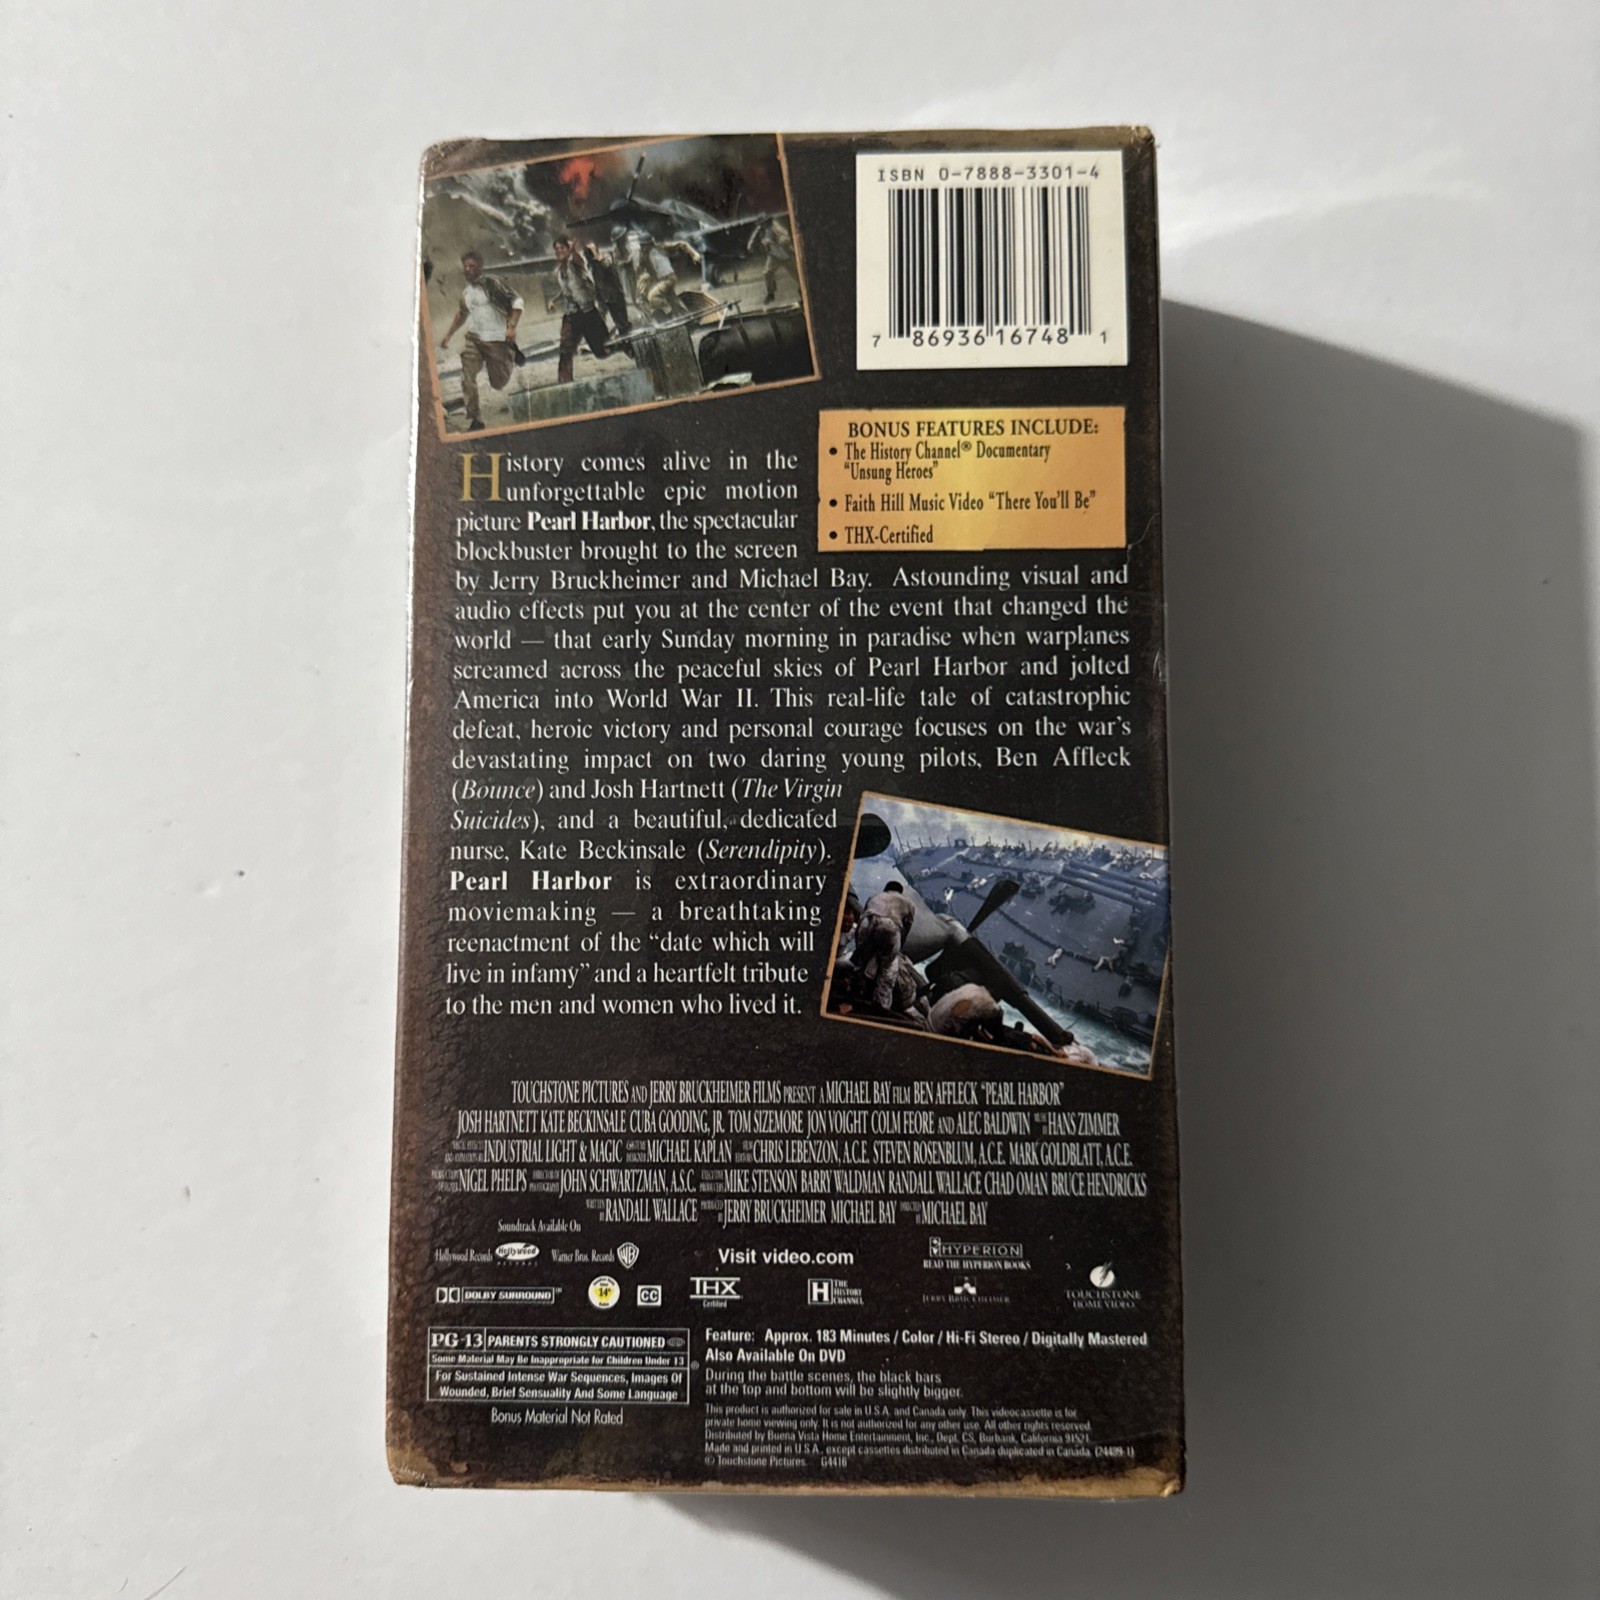 ISBN 0-7888-3301-4
7 86936 16748 1
BONUS FEATURES INCLUDE:
• The History Channel® Documentary
"Unsung Heroes"
• Faith Hill Music Video "There You'll Be"
• THX-Certified
History comes alive in the
unforgettable epic motion
picture Pearl Harbor, the spectacular
blockbuster brought to the screen
by Jerry Bruckheimer and Michael Bay. Astounding visual and
audio effects put you at the center of the event that changed the
world — that early Sunday morning in paradise when warplanes
screamed across the peaceful skies of Pearl Harbor and jolted
America into World War II. This real-life tale of catastrophic
defeat, heroic victory and personal courage focuses on the war's
devastating impact on two daring young pilots, Ben Affleck
(Bounce) and Josh Hartnett (The Virgin
Suicides), and a beautiful, dedicated
nurse, Kate Beckinsale (Serendipity).
Pearl Harbor is extraordinary
moviemaking — a breathtaking
reenactment of the "date which will
live in infamy" and a heartfelt tribute
to the men and women who lived it.
TOUCHSTONE PICTURES AND JERRY BRUCKHEIMER FILMS PRESENT A MICHAEL BAY FILM BEN AFFLECK "PEARL HARBOR"
JOSH HARTNETT KATE BECKINSALE CUBA GOODING, JR. TOM SIZEMORE JON VOIGHT COLM FEORE AND ALEC BALDWIN HANS ZIMMER
INDUSTRIAL LIGHT & MAGIC MICHAEL KAPLAN CHRIS LEBENZON, A.C.E. STEVEN ROSENBLUM, A.C.E. MARK GOLDBLATT, A.C.E.
NIGEL PHELPS JOHN SCHWARTZMAN, A.S.C. MIKE STENSON BARRY WALDMAN RANDALL WALLACE CHAD OMAN BRUCE HENDRICKS
RANDALL WALLACE JERRY BRUCKHEIMER MICHAEL BAY MICHAEL BAY
Soundtrack Available On
Hollywood Records Hollywood RECORDS Warner Bros. Records WB
Visit video.com
HYPERION
READ THE HYPERION BOOKS
DOLBY SURROUND™
14+
CC
THX
Certified
H THE HISTORY CHANNEL
JERRY BRUCKHEIMER
TOUCHSTONE
HOME VIDEO
PG-13 PARENTS STRONGLY CAUTIONED
Some Material May Be Inappropriate for Children Under 13
For Sustained Intense War Sequences, Images Of
Wounded, Brief Sensuality And Some Language
Bonus Material Not Rated
Feature: Approx. 183 Minutes / Color / Hi-Fi Stereo / Digitally Mastered
Also Available On DVD
During the battle scenes, the black bars
at the top and bottom will be slightly bigger.
This product is authorized for sale in U.S.A. and Canada only. This videocassette is for
private home viewing only. It is not authorized for any other use. All other rights reserved.
Distributed by Buena Vista Home Entertainment, Inc., Dept. CS, Burbank, California 91521.
Made and printed in U.S.A., except cassettes distributed in Canada duplicated in Canada.
© Touchstone Pictures. G4416